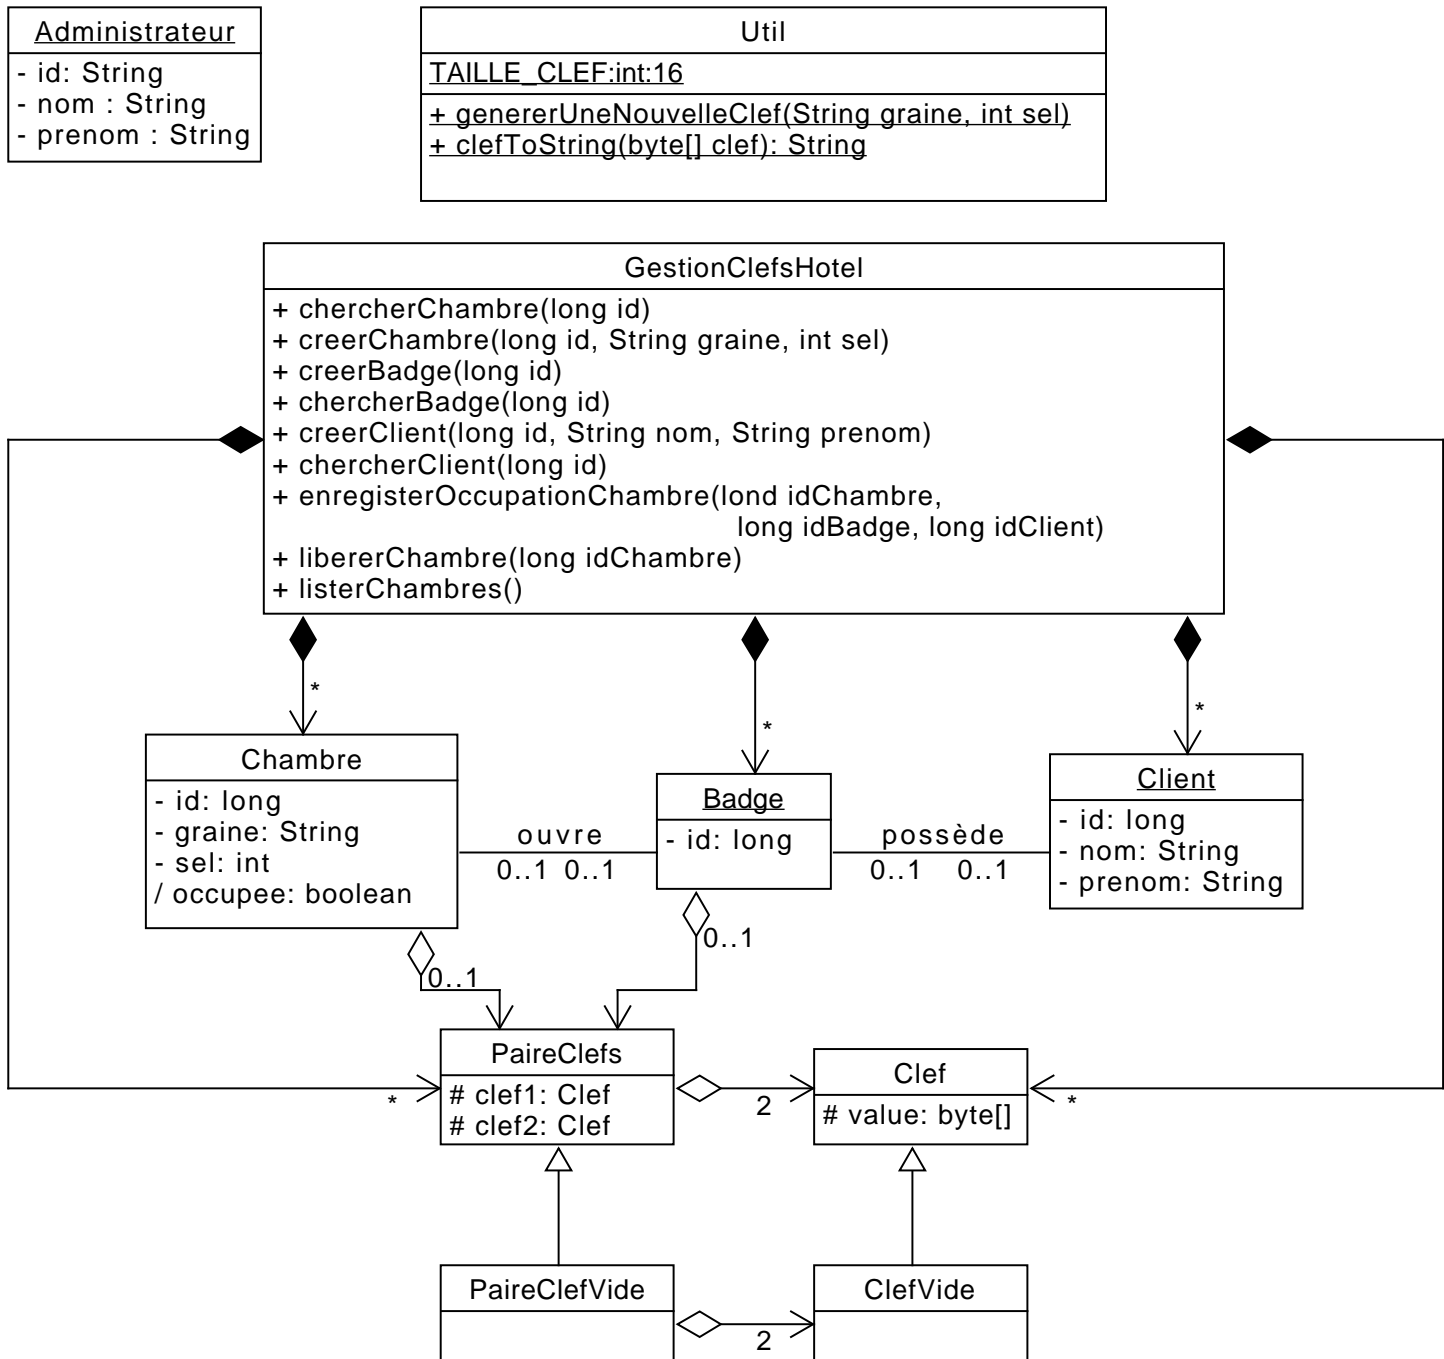 Administrateur
- id: String
- nom : String
- prenom : String
Util
TAILLE_CLEF:int:16
+ genererUneNouvelleClef(String graine, int sel)
+ clefToString(byte[] clef): String
GestionClefsHotel
+ chercherChambre(long id)
+ creerChambre(long id, String graine, int sel)
+ creerBadge(long id)
+ chercherBadge(long id)
+ creerClient(long id, String nom, String prenom)
+ chercherClient(long id)
+ enregisterOccupationChambre(lond idChambre,
long idBadge, long idClient)
+ libererChambre(long idChambre)
+ listerChambres()
*
*
*
Chambre
- id: long
- graine: String
- sel: int
/ occupee: boolean
ouvre
0..1 0..1
Badge
- id: long
possède
0..1 0..1
Client
- id: long
- nom: String
- prenom: String
0..1
0..1
PaireClefs
# clef1: Clef
# clef2: Clef
*
2
Clef
# value: byte[]
*
PaireClefVide
2
ClefVide